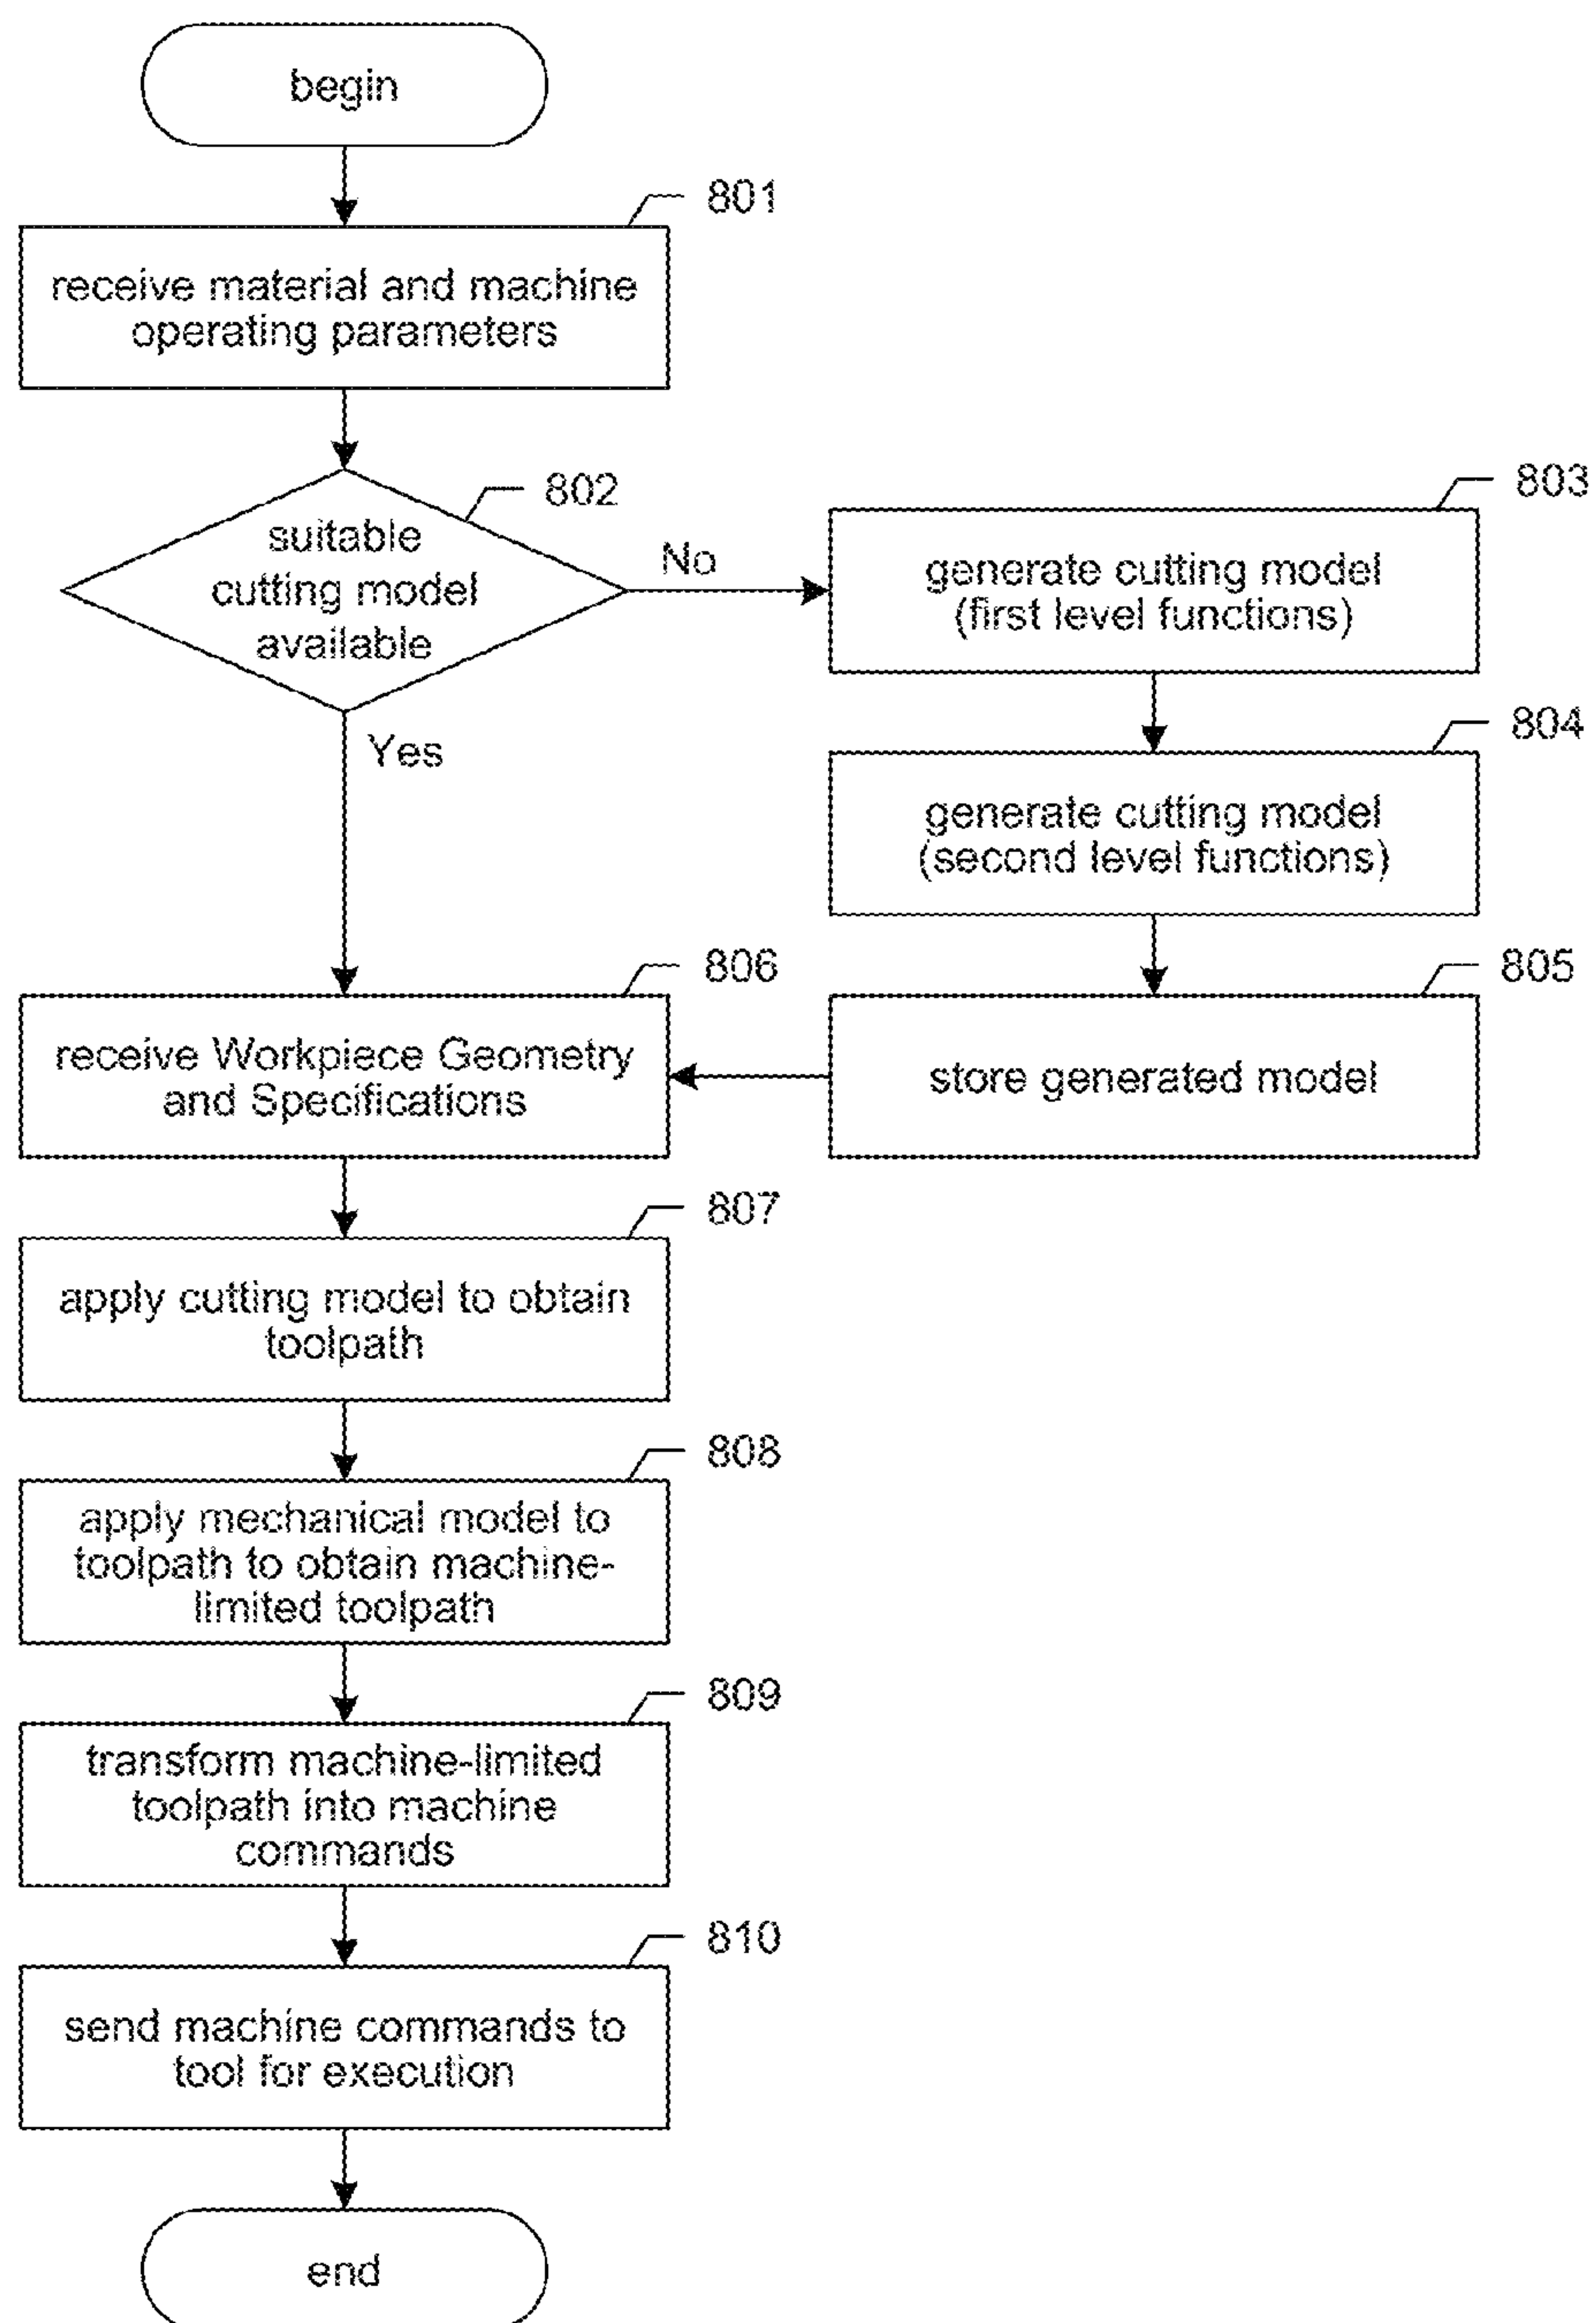 begin
801
receive material and machine
operating parameters
802
suitable
cutting model
available
No
Yes
803
generate cutting model
(first level functions)
804
generate cutting model
(second level functions)
805
store generated model
806
receive Workpiece Geometry
and Specifications
807
apply cutting model to obtain
toolpath
808
apply mechanical model to
toolpath to obtain machine-
limited toolpath
809
transform machine-limited
toolpath into machine
commands
810
send machine commands to
tool for execution
end